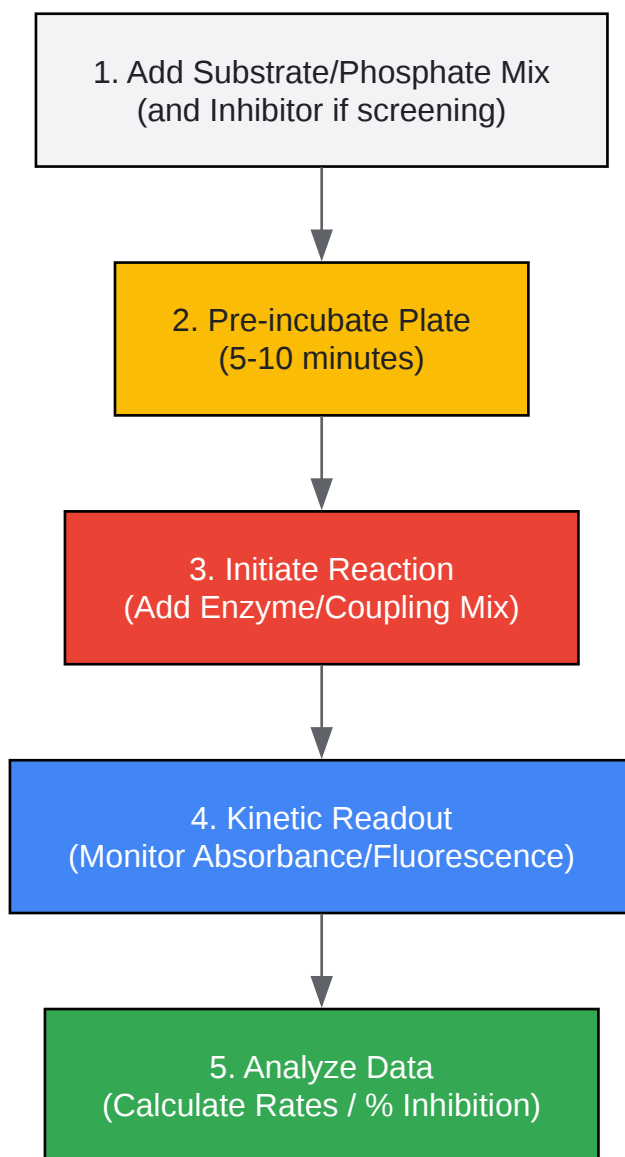 1. Add Substrate/Phosphate Mix
(and Inhibitor if screening)
2. Pre-incubate Plate
(5-10 minutes)
3. Initiate Reaction
(Add Enzyme/Coupling Mix)
4. Kinetic Readout
(Monitor Absorbance/Fluorescence)
5. Analyze Data
(Calculate Rates / % Inhibition)